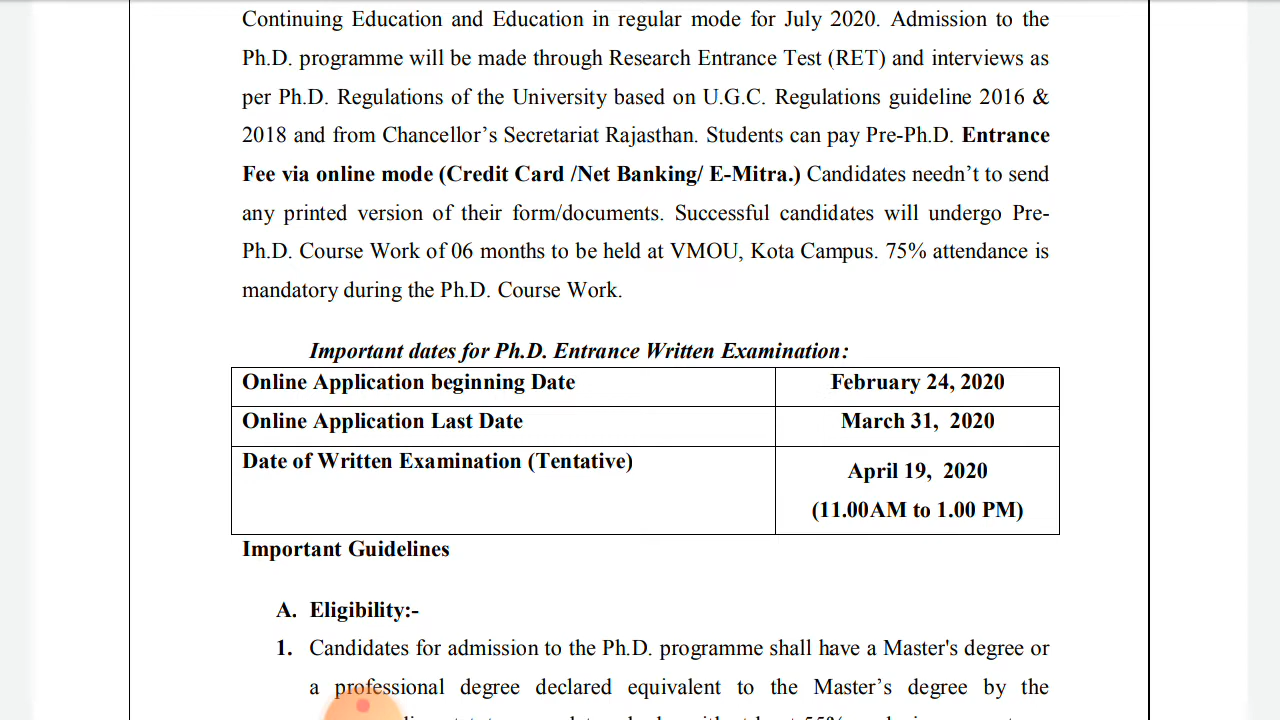 Continuing Education and Education in regular mode for July 2020. Admission to the
Ph.D. programme will be made through Research Entrance Test (RET) and interviews as
per Ph.D. Regulations of the University based on U.G.C. Regulations guideline 2016 &
2018 and from Chancellor’s Secretariat Rajasthan. Students can pay Pre-Ph.D. Entrance
Fee via online mode (Credit Card /Net Banking/ E-Mitra.) Candidates needn’t to send
any printed version of their form/documents. Successful candidates will undergo Pre-
Ph.D. Course Work of 06 months to be held at VMOU, Kota Campus. 75% attendance is
mandatory during the Ph.D. Course Work.
Important dates for Ph.D. Entrance Written Examination:
Online Application beginning Date February 24, 2020
Online Application Last Date March 31, 2020
Date of Written Examination (Tentative) April 19, 2020
(11.00AM to 1.00 PM)
Important Guidelines
A. Eligibility:-
1. Candidates for admission to the Ph.D. programme shall have a Master's degree or
a professional degree declared equivalent to the Master’s degree by the